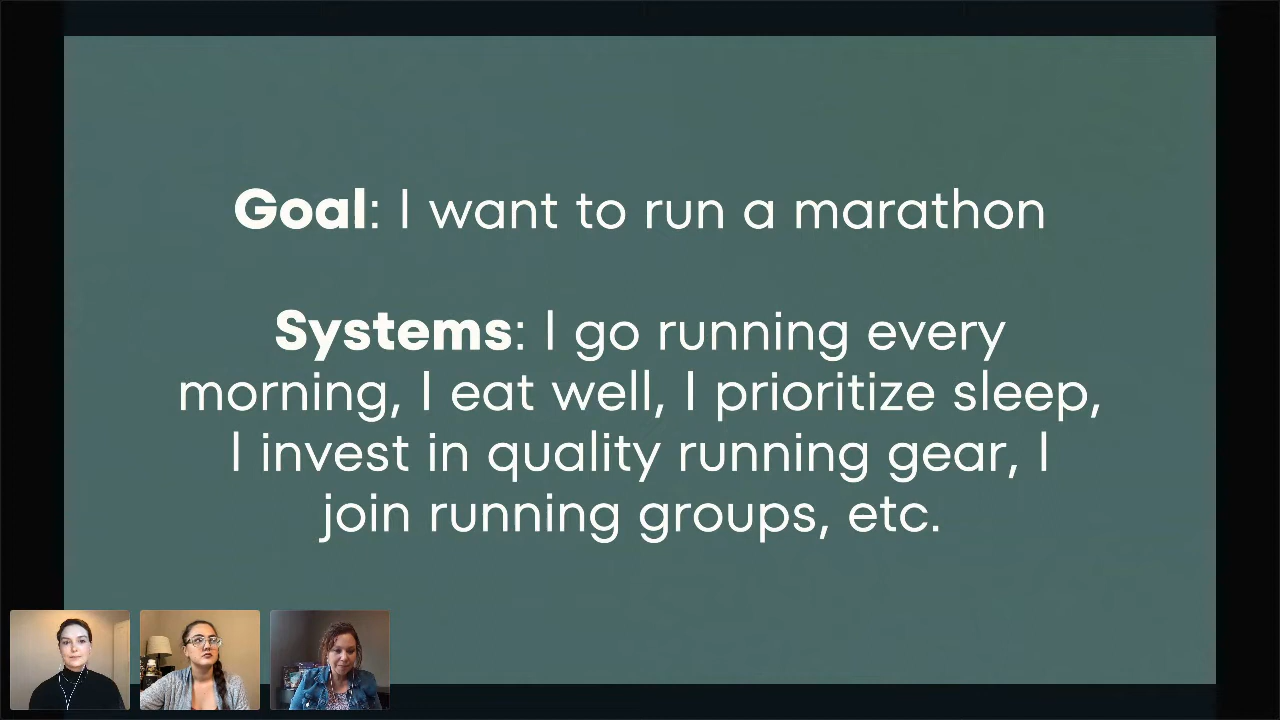 Goal: I want to run a marathon
Systems: I go running every
morning, I eat well, I prioritize sleep,
I invest in quality running gear, I
join running groups, etc.